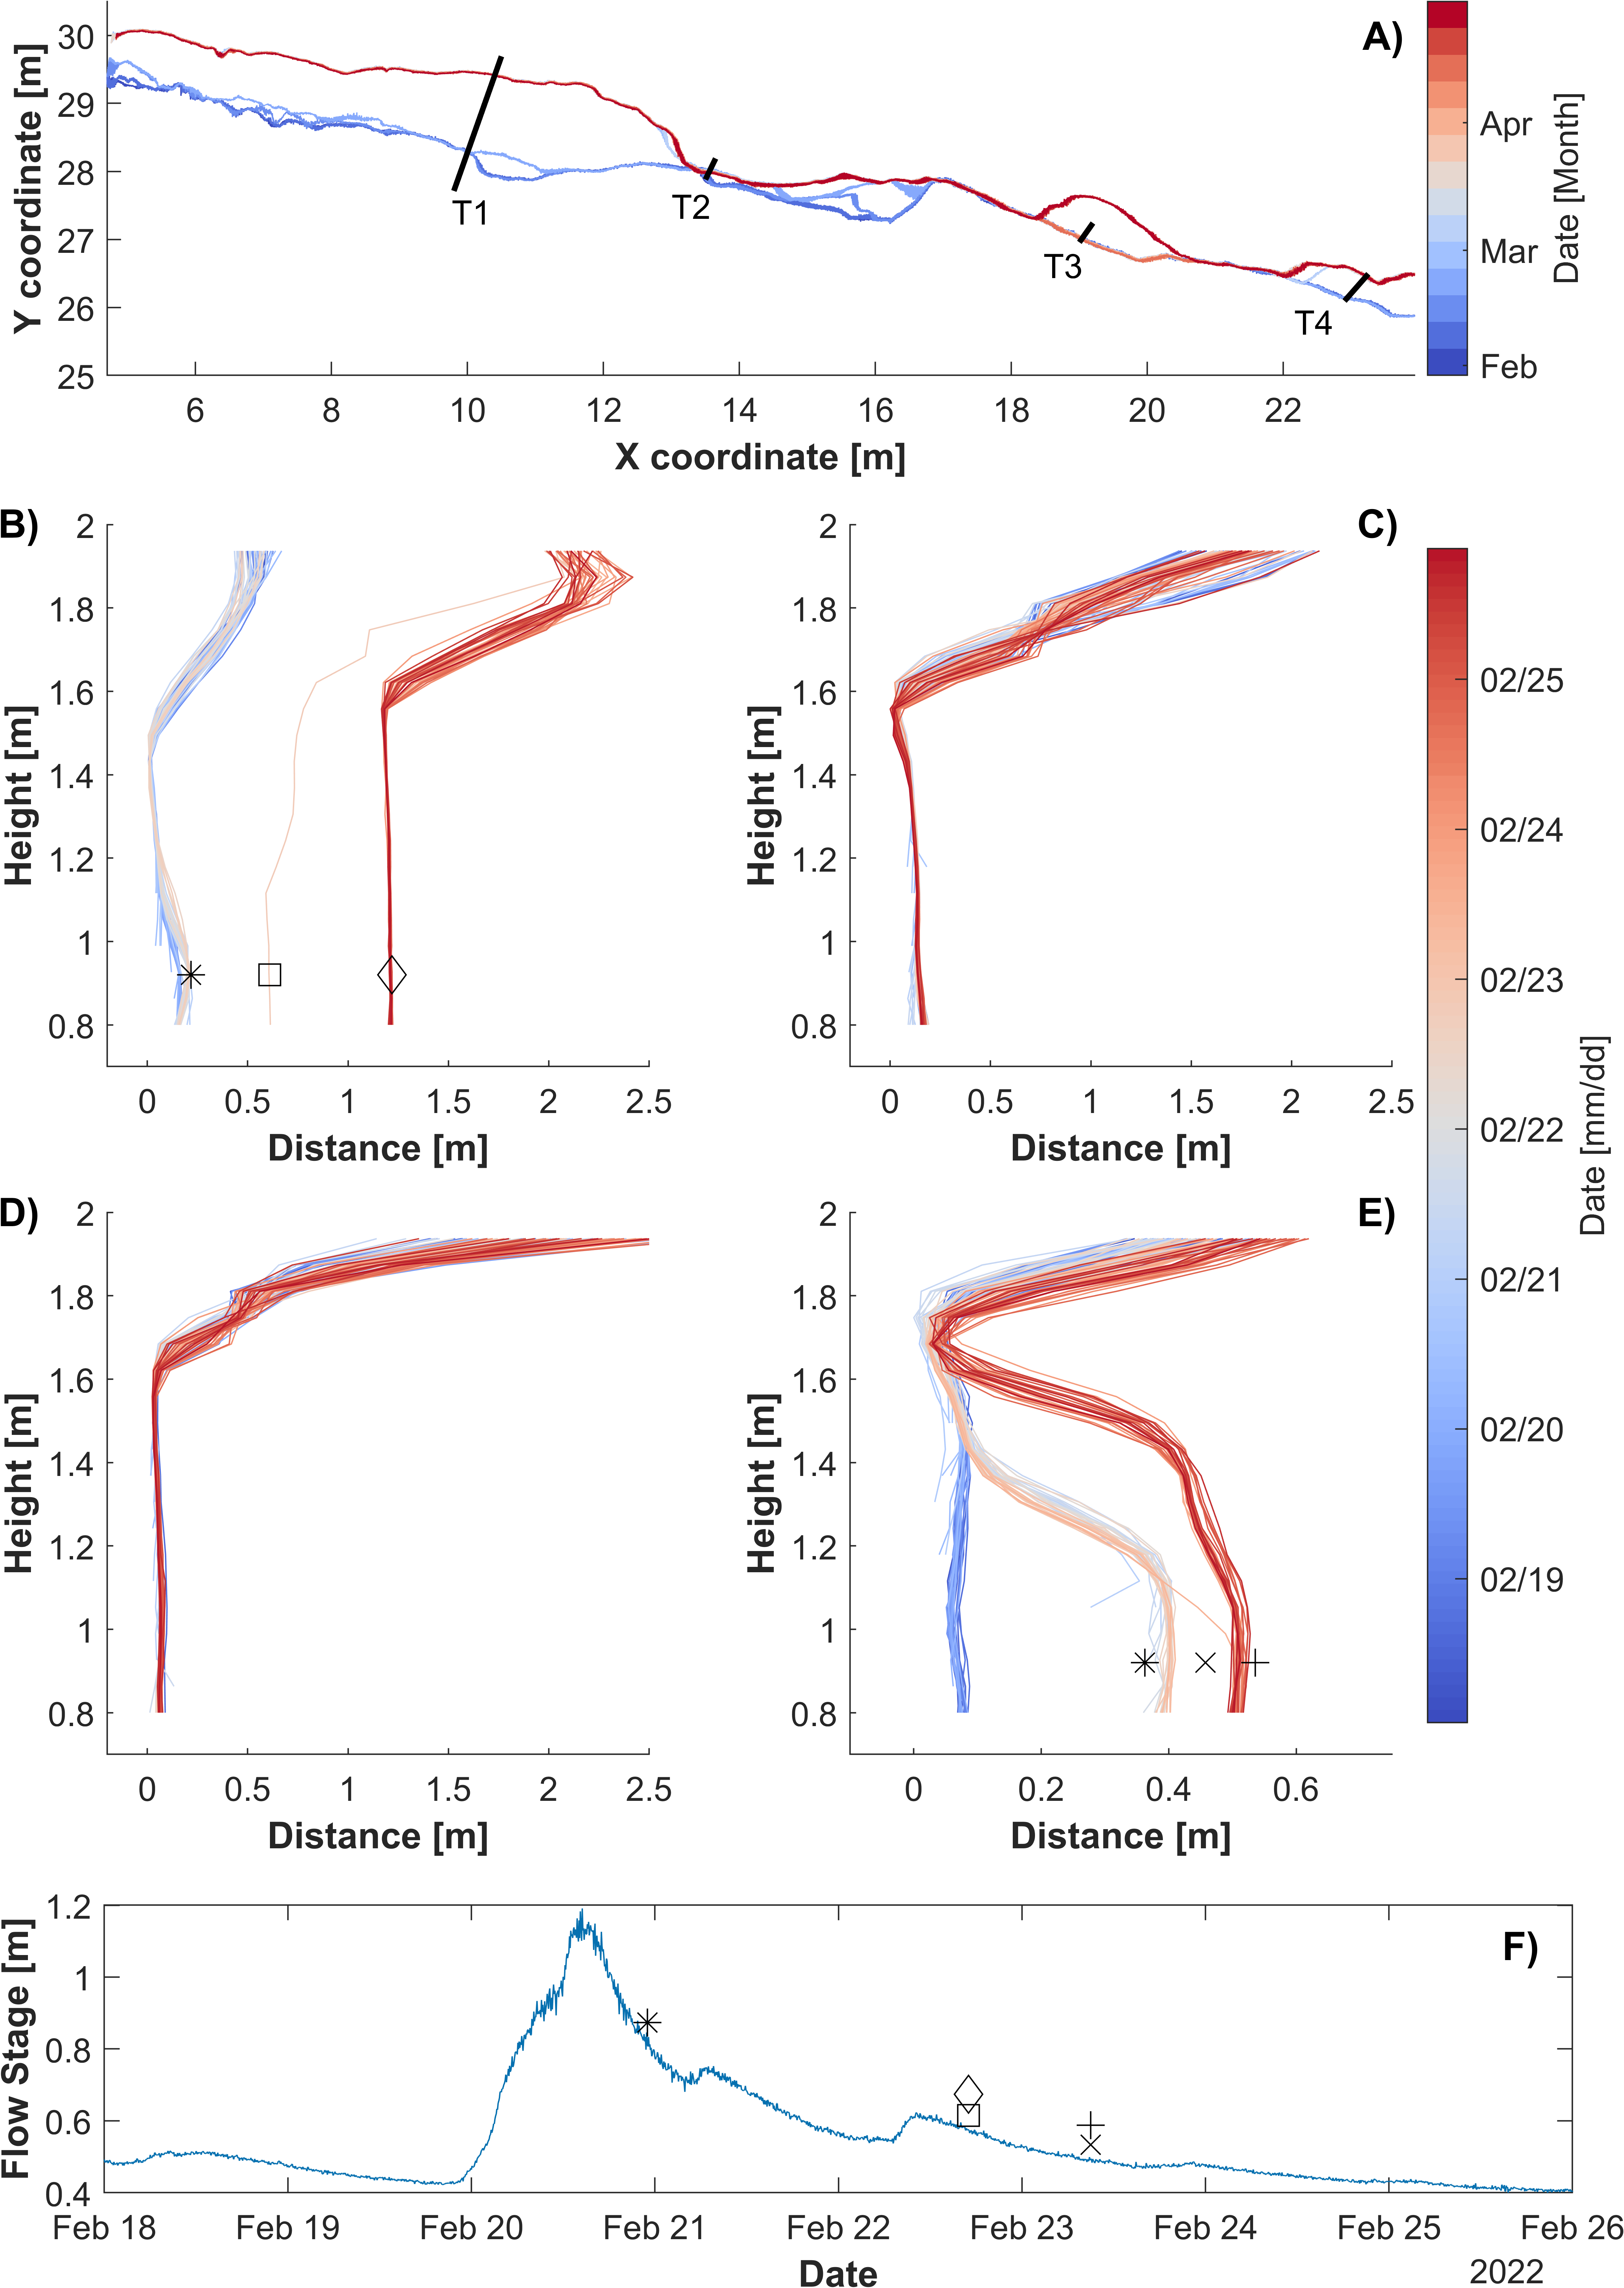 A)
30
29
28
27
26
25
Y coordinate [m]
T1
T2
T3
T4
6 8 10 12 14 16 18 20 22
X coordinate [m]
Apr
Mar
Feb
Date [Month]
B)
2
1.8
1.6
1.4
1.2
1
0.8
Height [m]
0 0.5 1 1.5 2 2.5
Distance [m]
C)
2
1.8
1.6
1.4
1.2
1
0.8
Height [m]
0 0.5 1 1.5 2 2.5
Distance [m]
02/25
02/24
02/23
02/22
02/21
02/20
02/19
Date [mm/dd]
D)
2
1.8
1.6
1.4
1.2
1
0.8
Height [m]
0 0.5 1 1.5 2 2.5
Distance [m]
E)
2
1.8
1.6
1.4
1.2
1
0.8
Height [m]
0 0.2 0.4 0.6
Distance [m]
F)
1.2
1
0.8
0.6
0.4
Flow Stage [m]
Feb 18 Feb 19 Feb 20 Feb 21 Feb 22 Feb 23 Feb 24 Feb 25 Feb 26
Date
2022